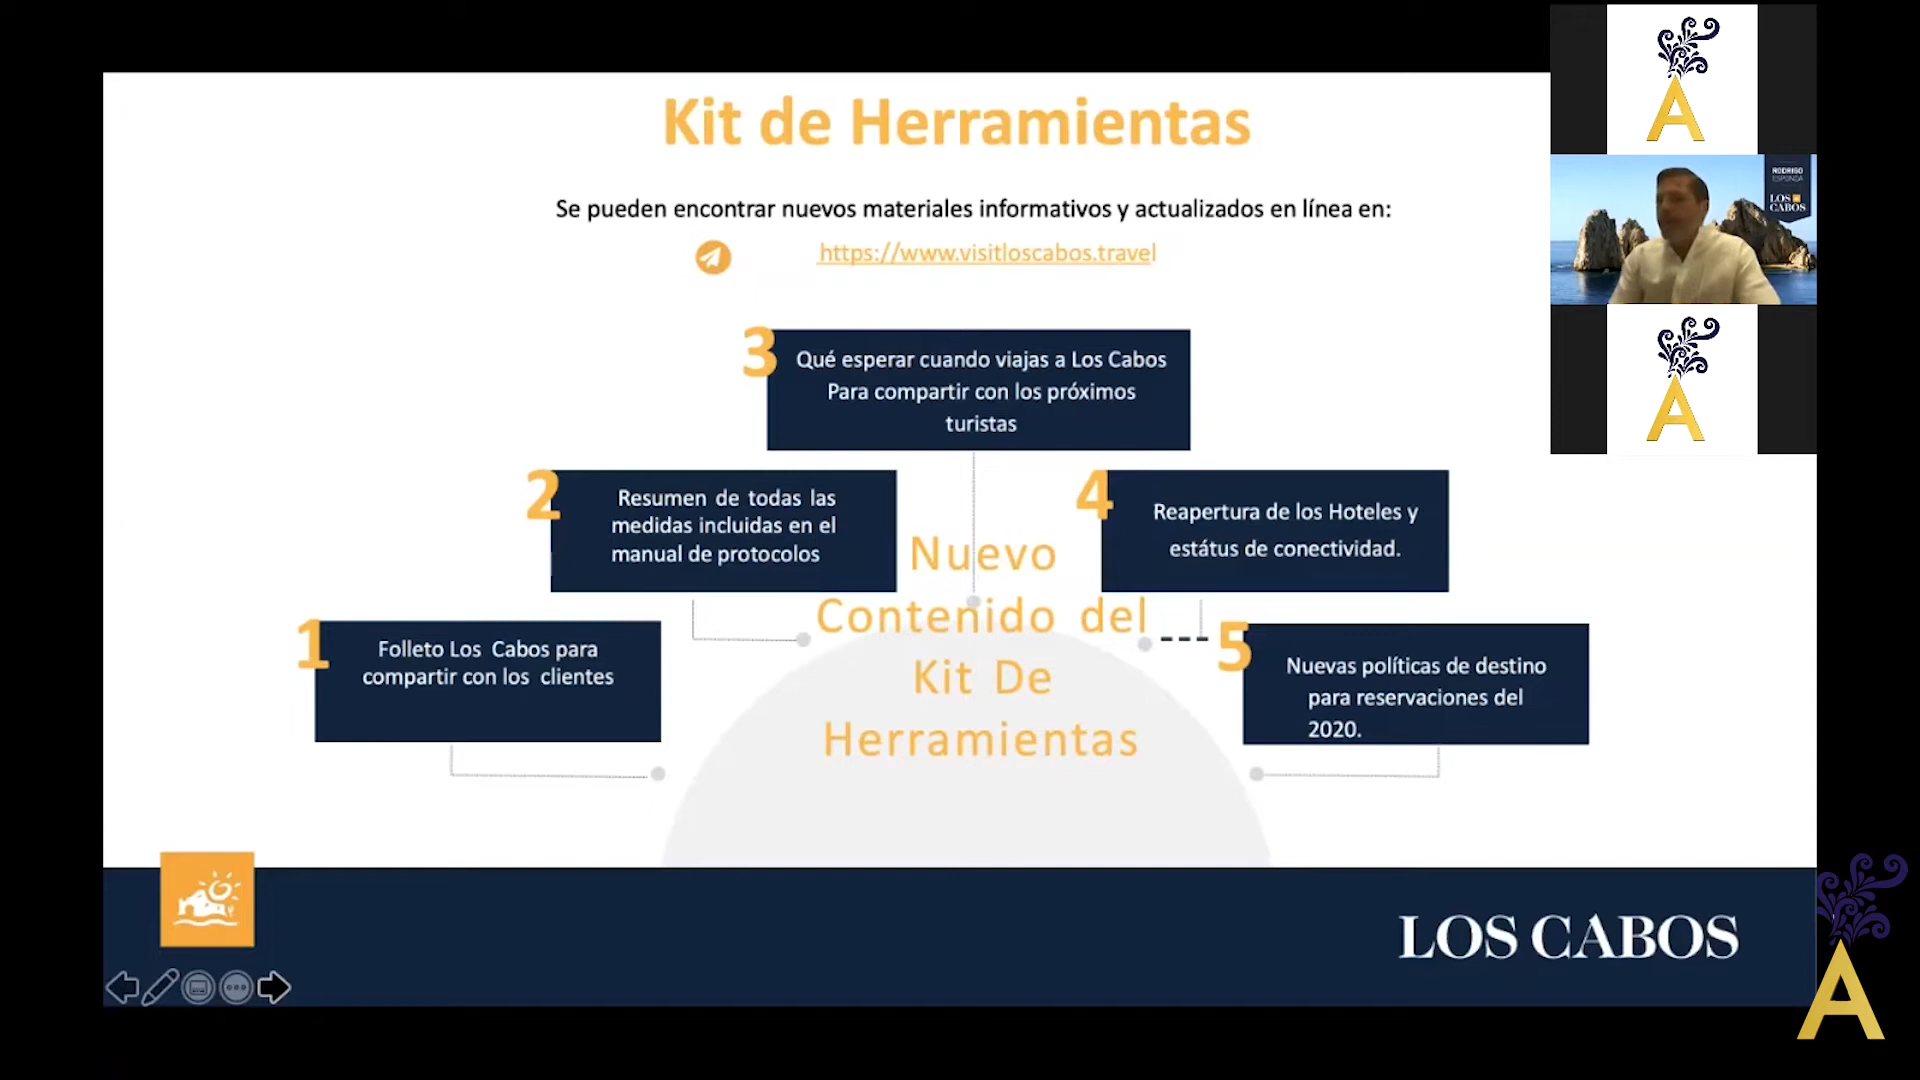 Kit de Herramientas
Se pueden encontrar nuevos materiales informativos y actualizados en línea en:
https://www.visitloscabos.travel
3
Qué esperar cuando viajas a Los Cabos
Para compartir con los próximos
turistas
2
Resumen de todas las
medidas incluidas en el
manual de protocolos
4
Reapertura de los Hoteles y
estátus de conectividad.
Nuevo
Contenido del
Kit De
Herramientas
1
Folleto Los Cabos para
compartir con los clientes
5
Nuevas políticas de destino
para reservaciones del
2020.
LOS CABOS
A
RODRIGO
ESPONDA
LOS
CABOS
A
A